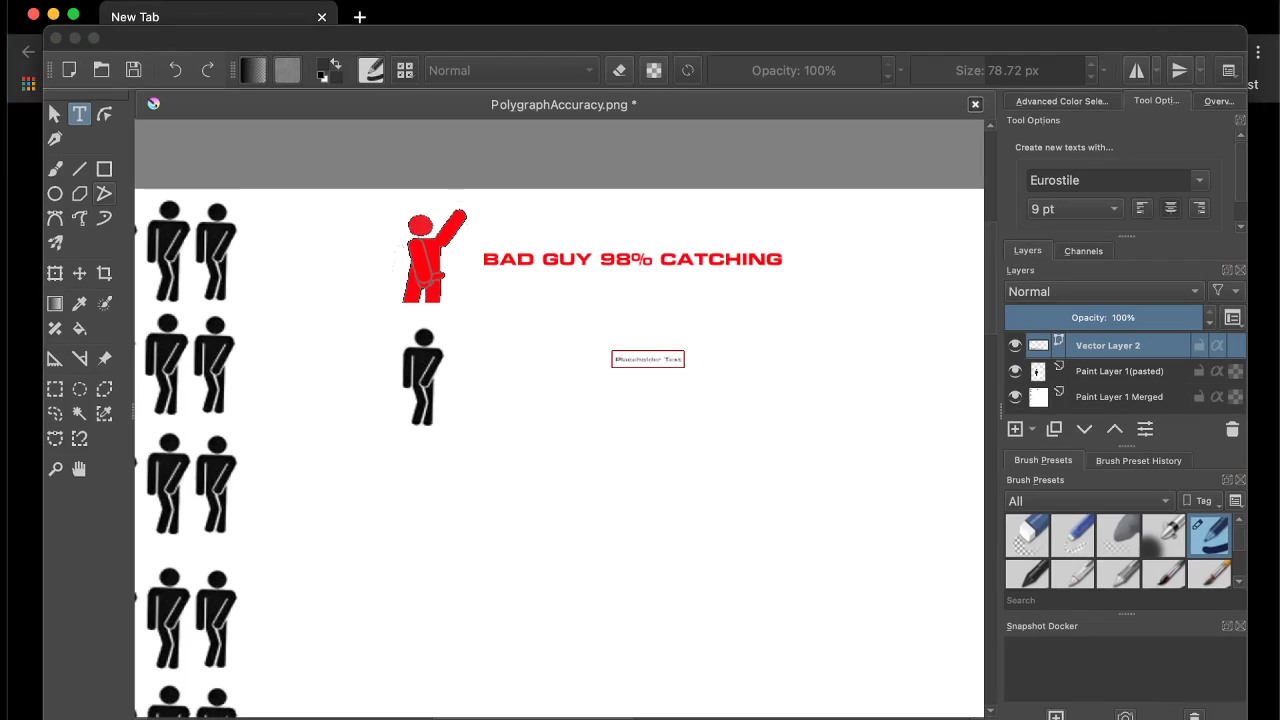 New Tab
Normal
Opacity: 100%
Size: 78.72 px
st
PolygraphAccuracy.png *
Advanced Color Sele...
Tool Opti...
Overv...
Tool Options
Create new texts with...
Eurostile
9 pt
Layers
Channels
Layers
Normal
Opacity: 100%
Vector Layer 2
Paint Layer 1(pasted)
Paint Layer 1 Merged
BAD GUY 98% CATCHING
Placeholder Text
Brush Presets
Brush Preset History
Brush Presets
All
Tag
Search
Snapshot Docker